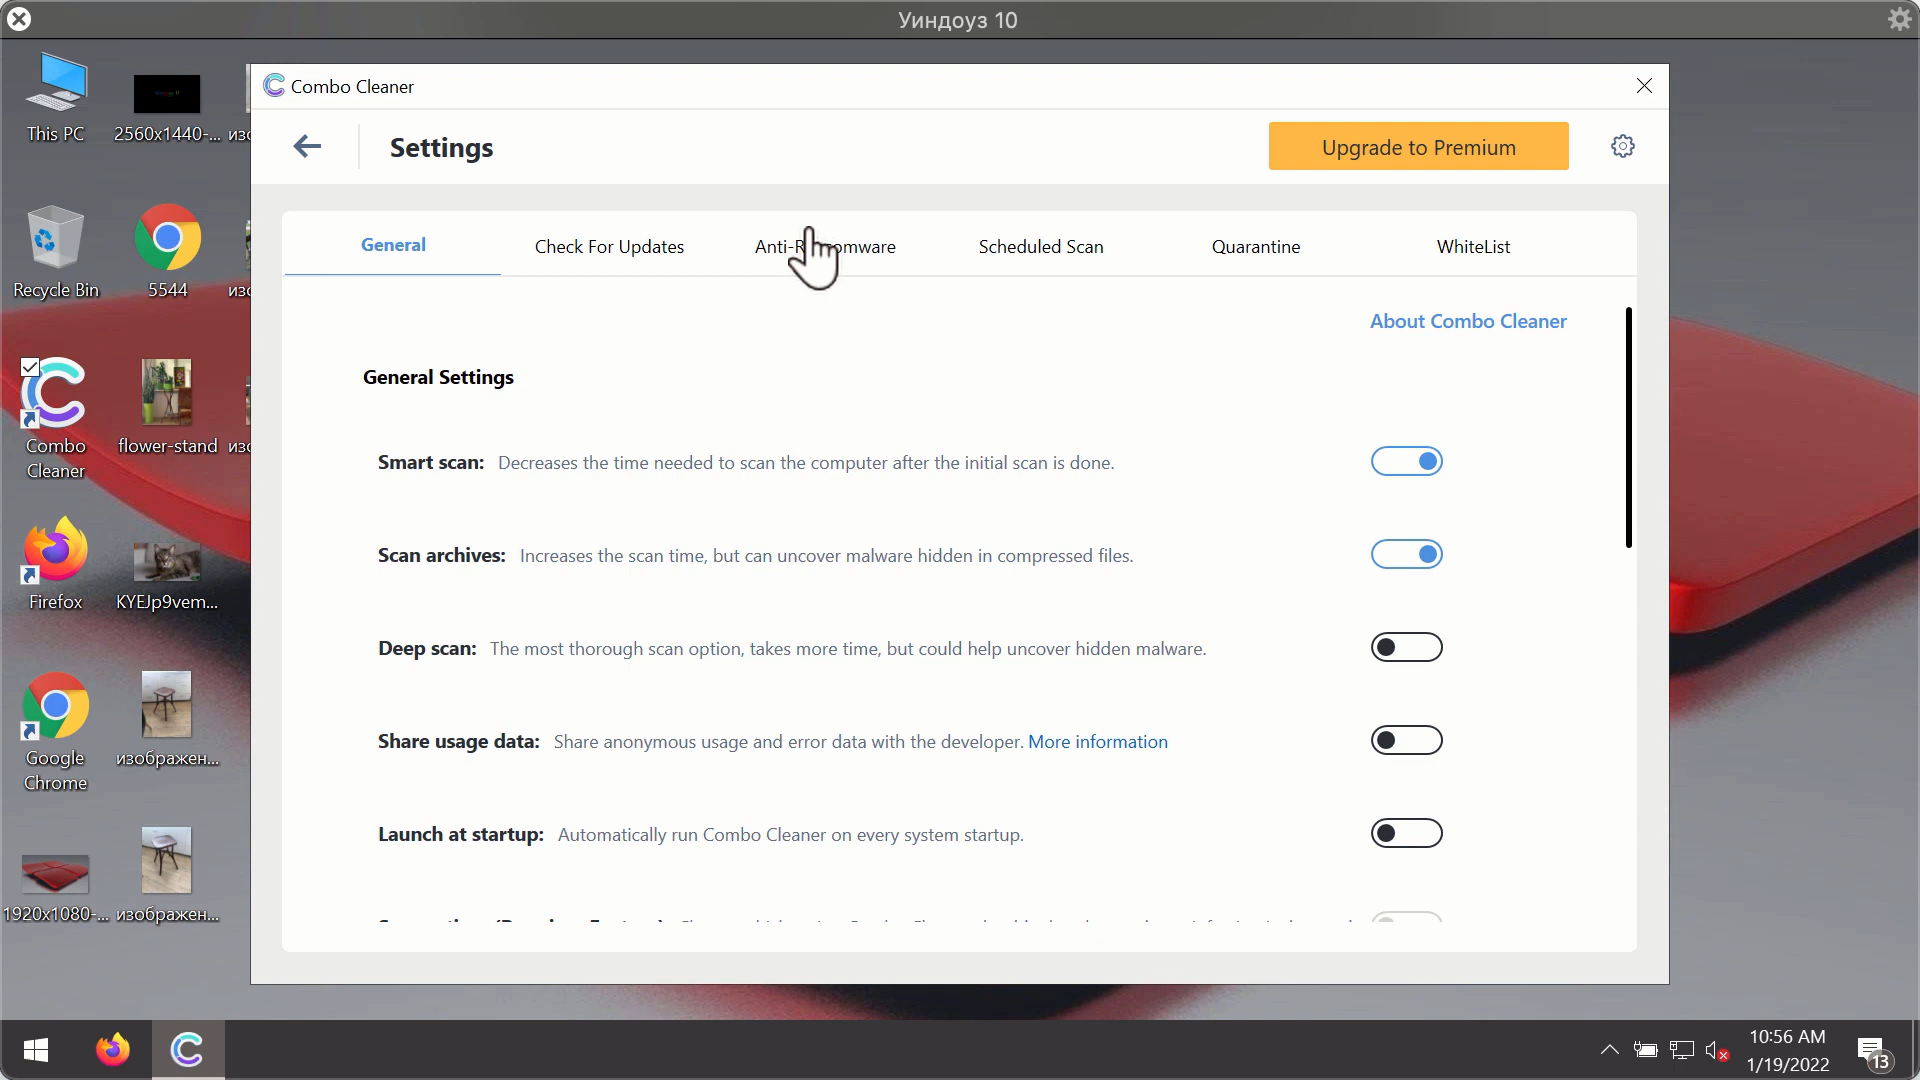 Уиндоуз 10
This PC
2560x1440-...
Recycle Bin
5544
Combo
Cleaner
flower-stand
Firefox
KYEJp9vem...
Google
Chrome
изображен...
1920x1080-...
изображен...
Combo Cleaner
Settings
Upgrade to Premium
General
Check For Updates
Scheduled Scan
Quarantine
WhiteList
About Combo Cleaner
General Settings
Smart scan: Decreases the time needed to scan the computer after the initial scan is done.
Scan archives: Increases the scan time, but can uncover malware hidden in compressed files.
Deep scan: The most thorough scan option, takes more time, but could help uncover hidden malware.
Share usage data: Share anonymous usage and error data with the developer. More information
Launch at startup: Automatically run Combo Cleaner on every system startup.
10:56 AM
1/19/2022
13